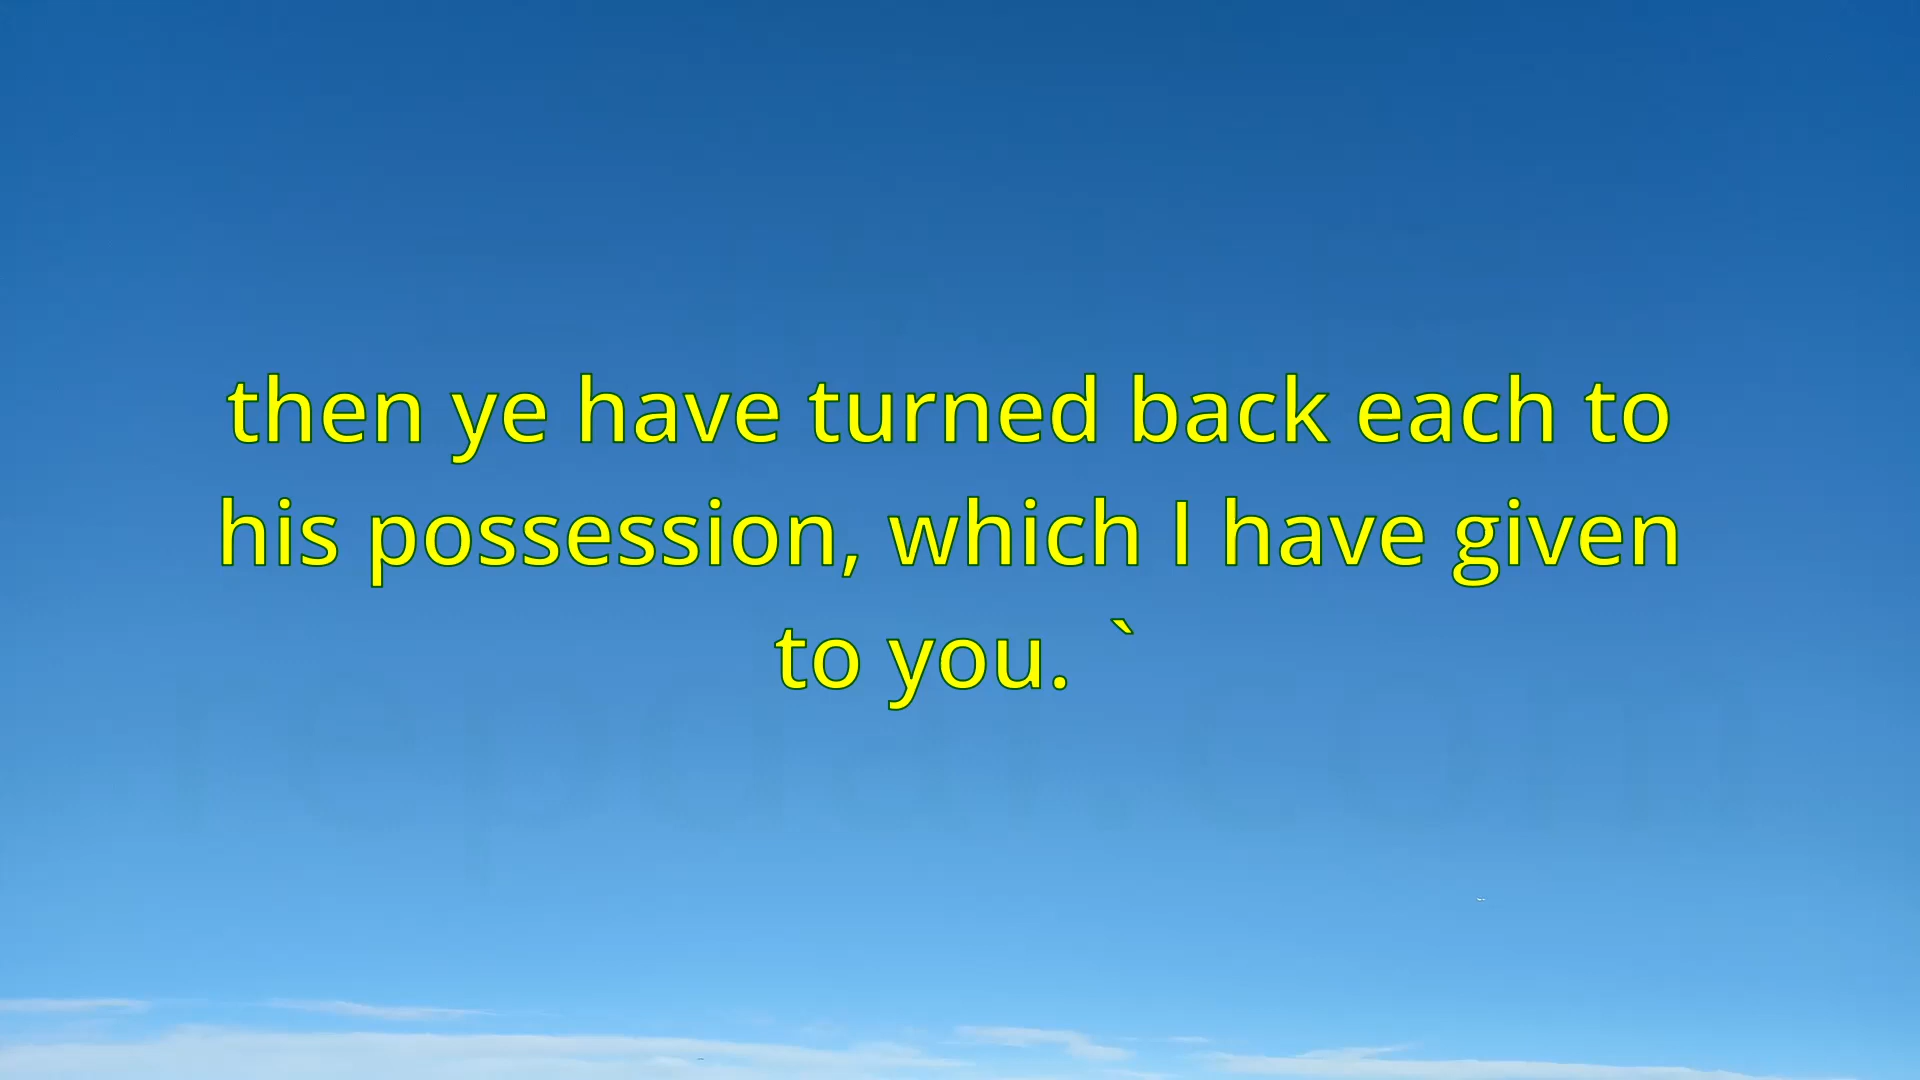 then ye have turned back each to
his possession, which I have given
to you. `